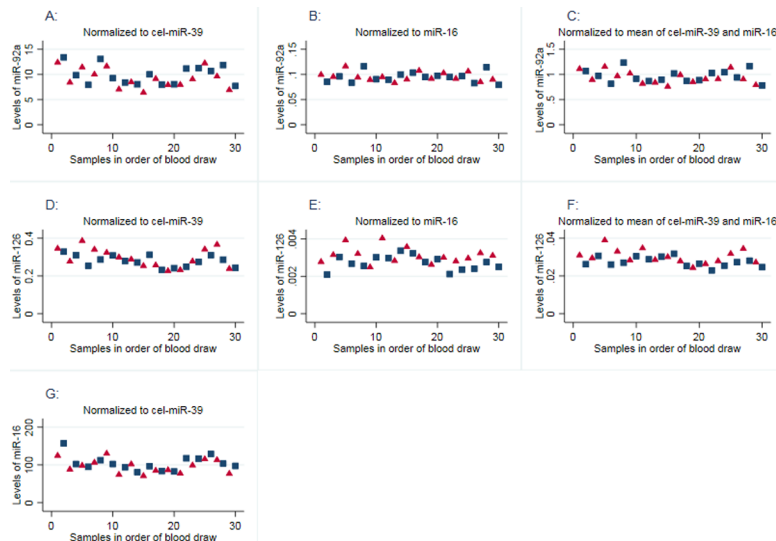 A:
Normalized to cel-miR-39
Levels of miR-92a
0 5 10 15
0 10 20 30
Samples in order of blood draw
B:
Normalized to miR-16
Levels of miR-92a
0 .05 .1 .15
0 10 20 30
Samples in order of blood draw
C:
Normalized to mean of cel-miR-39 and miR-16
Levels of miR-92a
0 .5 1 1.5
0 10 20 30
Samples in order of blood draw
D:
Normalized to cel-miR-39
Levels of miR-126
0 0.2 0.4
0 10 20 30
Samples in order of blood draw
E:
Normalized to miR-16
Levels of miR-126
0 .002 .004
0 10 20 30
Samples in order of blood draw
F:
Normalized to mean of cel-miR-39 and miR-16
Levels of miR-126
0 .02 .04
0 10 20 30
Samples in order of blood draw
G:
Normalized to cel-miR-39
Levels of miR-16
0 100 200
0 10 20 30
Samples in order of blood draw